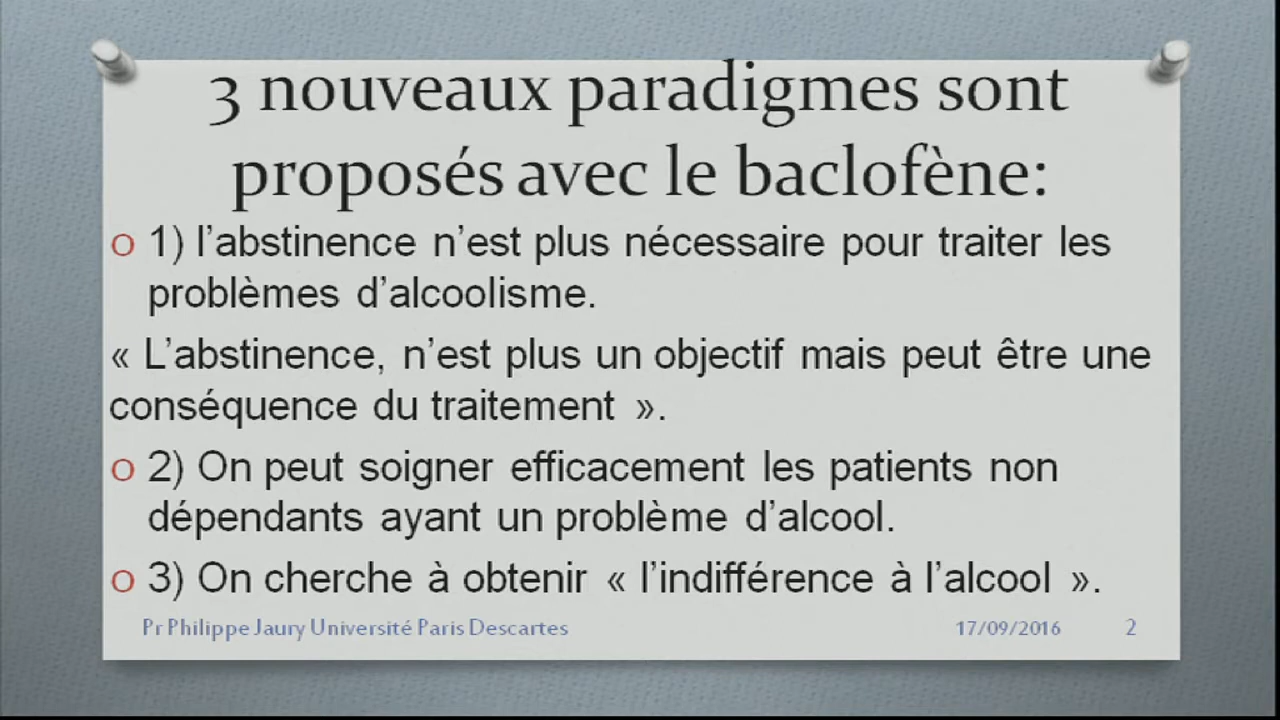 3 nouveaux paradigmes sont
proposés avec le baclofène:
o 1) l’abstinence n’est plus nécessaire pour traiter les
problèmes d’alcoolisme.
« L’abstinence, n’est plus un objectif mais peut être une
conséquence du traitement ».
o 2) On peut soigner efficacement les patients non
dépendants ayant un problème d’alcool.
o 3) On cherche à obtenir « l’indifférence à l’alcool ».
Pr Philippe Jaury Université Paris Descartes 17/09/2016 2